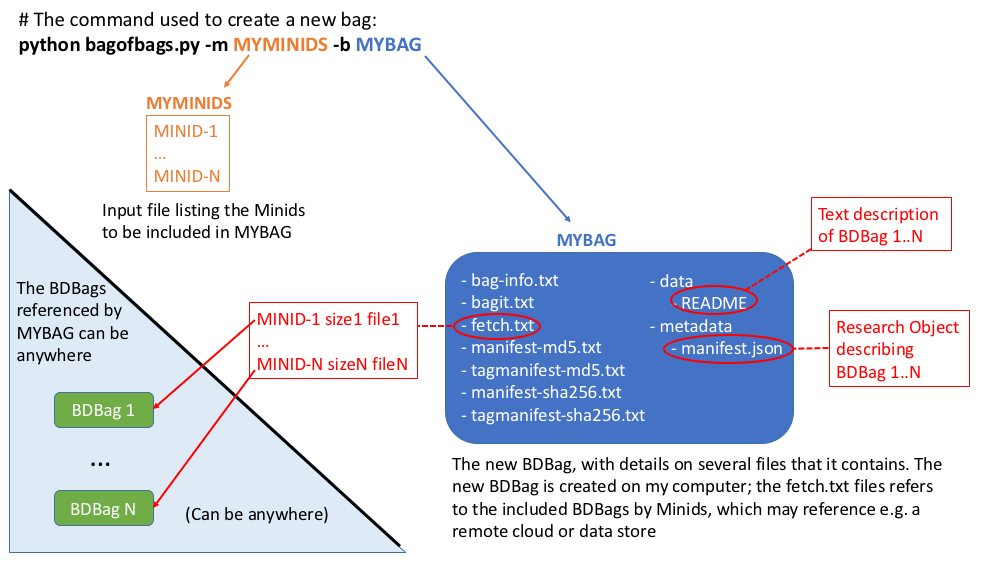 # The command used to create a new bag:
python bagofbags.py -m MYMINIDS -b MYBAG
MYMINIDS
MINID-1
...
MINID-N
Input file listing the Minids
to be included in MYBAG
The BDBags
referenced by
MYBAG can be
anywhere
BDBag 1
...
BDBag N
(Can be anywhere)
MINID-1 size1 file1
...
MINID-N sizeN fileN
MYBAG
- bag-info.txt
- bagit.txt
- fetch.txt
- manifest-md5.txt
- tagmanifest-md5.txt
- manifest-sha256.txt
- tagmanifest-sha256.txt
- data
- README
- metadata
- manifest.json
Text description
of BDBag 1..N
Research Object
describing
BDBag 1..N
The new BDBag, with details on several files that it contains. The
new BDBag is created on my computer; the fetch.txt files refers
to the included BDBags by Minids, which may reference e.g. a
remote cloud or data store